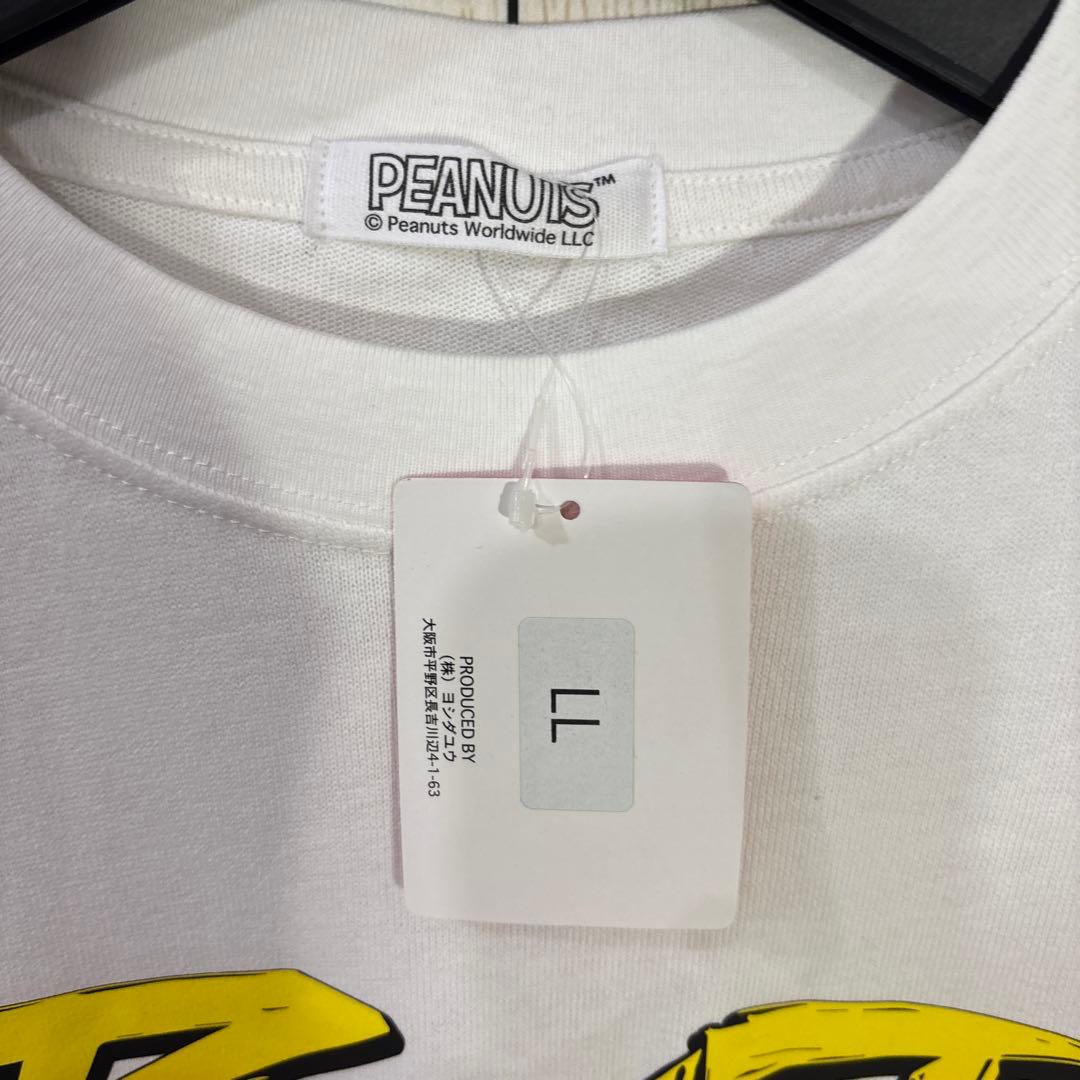 PEANUTS™
© Peanuts Worldwide LLC
LL
PRODUCED BY
(株) ヨシダユウ
大阪市平野区長吉川辺4-1-63